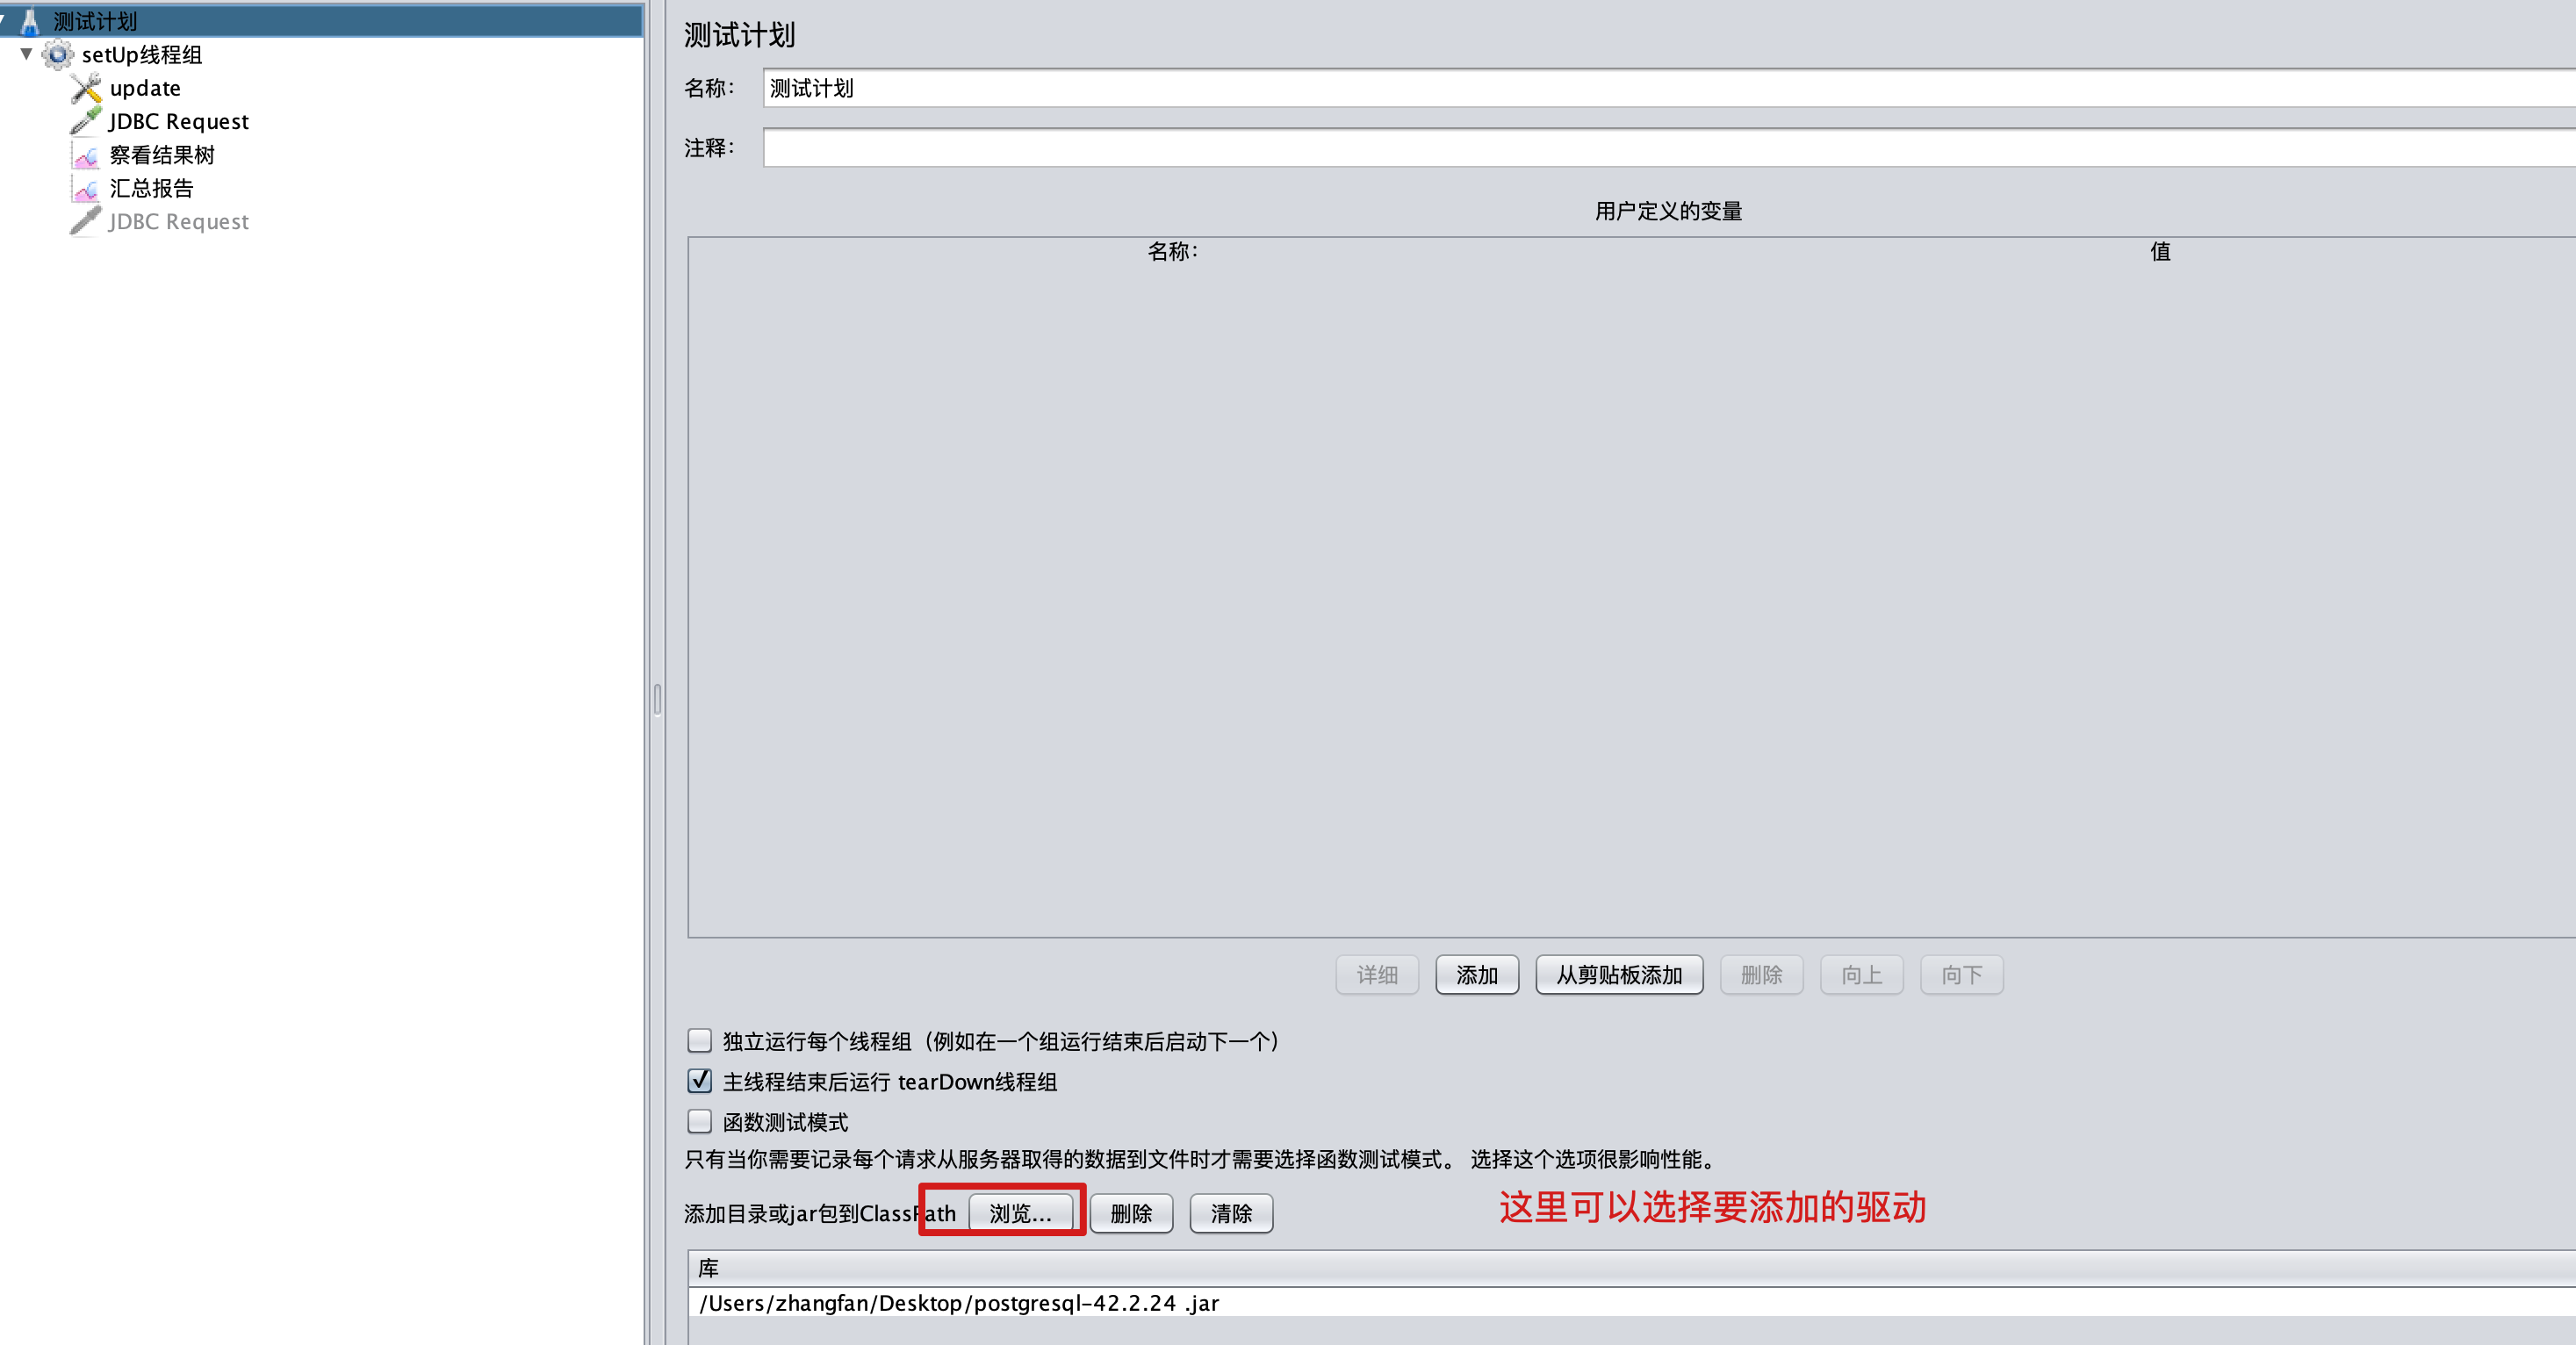 测试计划
setUp线程组
update
JDBC Request
察看结果树
汇总报告
JDBC Request
测试计划
名称：
测试计划
注释：
用户定义的变量
名称： 值
详细 添加 从剪贴板添加 删除 向上 向下
独立运行每个线程组（例如在一个组运行结束后启动下一个）
主线程结束后运行 tearDown线程组
函数测试模式
只有当你需要记录每个请求从服务器取得的数据到文件时才需要选择函数测试模式。 选择这个选项很影响性能。
添加目录或jar包到ClassPath 浏览... 删除 清除
这里可以选择要添加的驱动
库
/Users/zhangfan/Desktop/postgresql-42.2.24 .jar